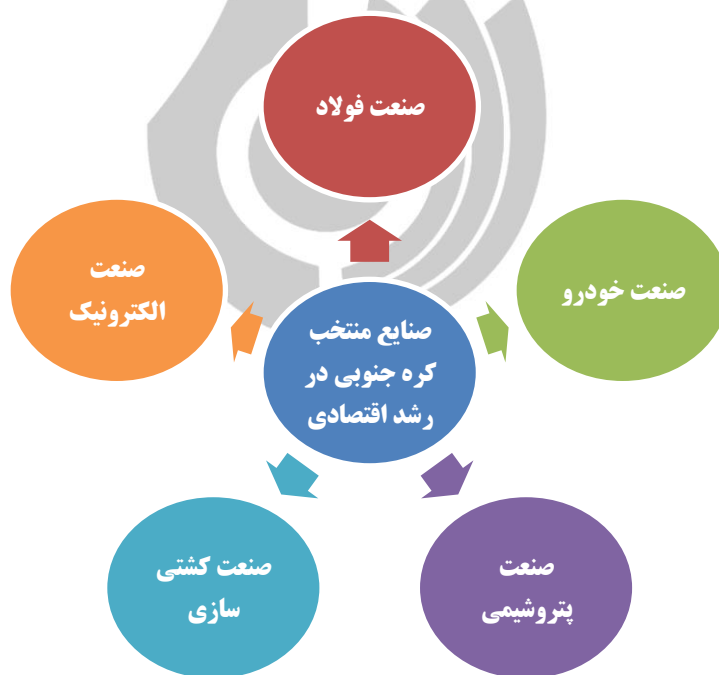 صنعت فولاد
صنعت خودرو
صنعت
الکترونیک
صنایع منتخب
کره جنوبی در
رشد اقتصادی
صنعت
پتروشیمی
صنعت کشتی
سازی